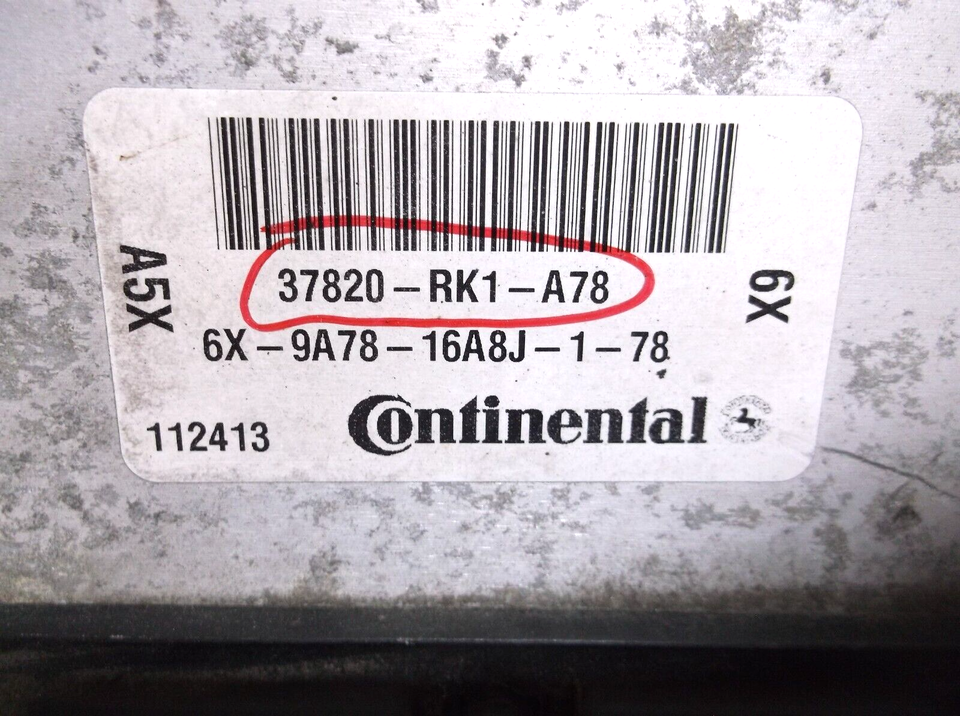 37820-RK1-A78
6X-9A78-16A8J-1-78
A5X
6X
112413
Continental